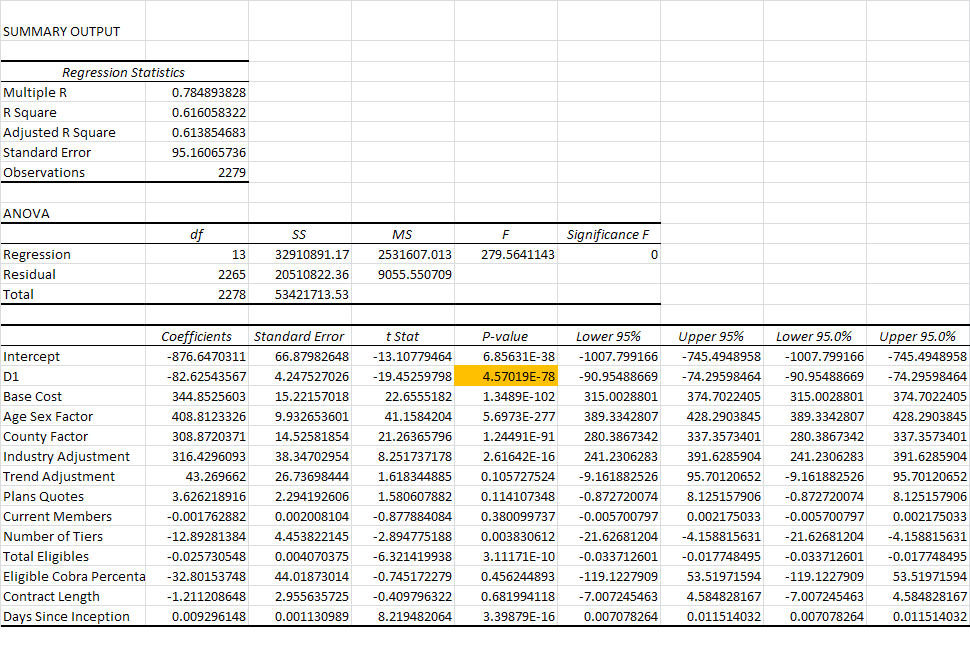 SUMMARY OUTPUT
Regression Statistics
Multiple R 0.784893828
R Square 0.616058322
Adjusted R Square 0.613854683
Standard Error 95.16065736
Observations 2279
ANOVA
df SS MS F Significance F
Regression 13 32910891.17 2531607.013 279.5641143 0
Residual 2265 20510822.36 9055.550709
Total 2278 53421713.53
Coefficients Standard Error t Stat P-value Lower 95% Upper 95% Lower 95.0% Upper 95.0%
Intercept -876.6470311 66.87982648 -13.10779464 6.85631E-38 -1007.799166 -745.4948958 -1007.799166 -745.4948958
D1 -82.62543567 4.247527026 -19.45259798 4.57019E-78 -90.95488669 -74.29598464 -90.95488669 -74.29598464
Base Cost 344.8525603 15.22157018 22.6555182 1.3489E-102 315.0028801 374.7022405 315.0028801 374.7022405
Age Sex Factor 408.8123326 9.932653601 41.1584204 5.6973E-277 389.3342807 428.2903845 389.3342807 428.2903845
County Factor 308.8720371 14.52581854 21.26365796 1.24491E-91 280.3867342 337.3573401 280.3867342 337.3573401
Industry Adjustment 316.4296093 38.34702954 8.251737178 2.61642E-16 241.2306283 391.6285904 241.2306283 391.6285904
Trend Adjustment 43.269662 26.73698444 1.618344885 0.105727524 -9.161882526 95.70120652 -9.161882526 95.70120652
Plans Quotes 3.626218916 2.294192606 1.580607882 0.114107348 -0.872720074 8.125157906 -0.872720074 8.125157906
Current Members -0.001762882 0.002008104 -0.877884084 0.380099737 -0.005700797 0.002175033 -0.005700797 0.002175033
Number of Tiers -12.89281384 4.453822145 -2.894775188 0.003830612 -21.62681204 -4.158815631 -21.62681204 -4.158815631
Total Eligibles -0.025730548 0.004070375 -6.321419938 3.11171E-10 -0.033712601 -0.017748495 -0.033712601 -0.017748495
Eligible Cobra Percenta -32.80153748 44.01873014 -0.745172279 0.456244893 -119.1227909 53.51971594 -119.1227909 53.51971594
Contract Length -1.211208648 2.955635725 -0.409796322 0.681994118 -7.007245463 4.584828167 -7.007245463 4.584828167
Days Since Inception 0.009296148 0.001130989 8.219482064 3.39879E-16 0.007078264 0.011514032 0.007078264 0.011514032